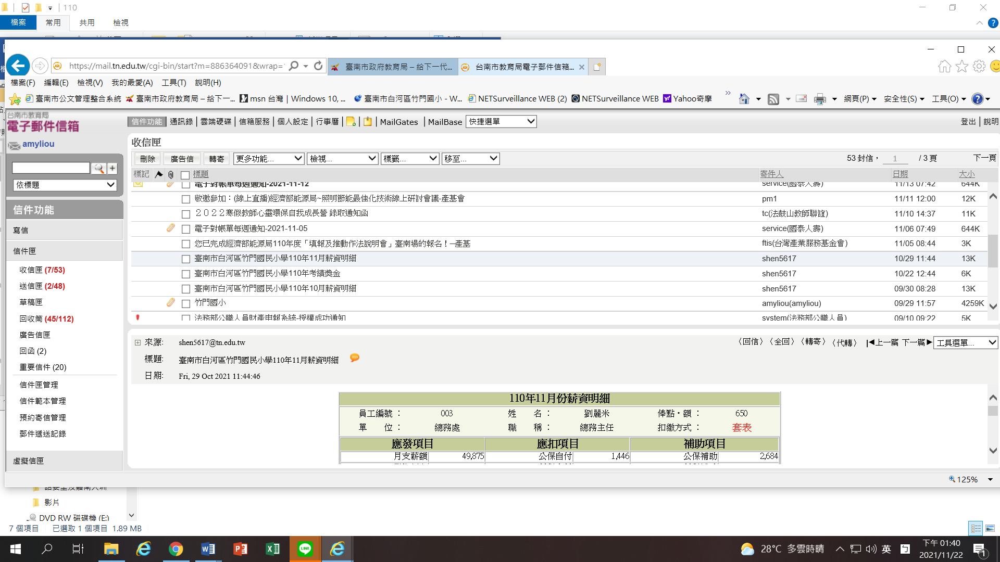 110
檔案 常用 共用 檢視
https://mail.tn.edu.tw/cgi-bin/start?m=886364091&wrap=
臺南市政府教育局 – 給下一代...
台南市教育局電子郵件信箱...
檔案(F) 編輯(E) 檢視(V) 我的最愛(A) 工具(T) 說明(H)
臺南市公文管理整合系統 臺南市政府教育局 – 給下一... msn 台灣 | Windows 10, ... 臺南市白河區竹門國小 - W... NETSurveillance WEB (2) NETSurveillance WEB Yahoo奇摩 » 網頁(P) 安全性(S) 工具(O)
台南市教育局
電子郵件信箱
信件功能 通訊錄 雲端硬碟 信箱服務 個人設定 行事曆 MailGates MailBase 快捷選單 登出 說明
amyliou
收信匣
刪除 廣告信 轉寄 更多功能... 檢視... 標籤... 移至... 53 封信， 1 / 3 頁 下一頁
依標題
標記 標題 寄件人 日期 大小
電子對帳單每週通知-2021-11-12 service(國泰人壽) 11/13 07:42 644K
敬邀參加：(線上直播)經濟部能源局~照明節能最佳化技術線上研討會議-產基會 pm1 11/11 12:00 12K
２０２２寒假教師心靈環保自我成長營 錄取通知函 tc(法鼓山教師聯誼) 11/10 14:37 11K
電子對帳單每週通知-2021-11-05 service(國泰人壽) 11/06 07:49 644K
您已完成經濟部能源局110年度「填報及推動作法說明會」臺南場的報名！─產基 ftis(台灣產業服務基金會) 11/05 08:44 3K
臺南市白河區竹門國民小學110年11月薪資明細 shen5617 10/29 11:44 13K
臺南市白河區竹門國民小學110年考績獎金 shen5617 10/22 12:44 6K
臺南市白河區竹門國民小學110年10月薪資明細 shen5617 09/30 08:28 13K
竹門國小 amyliou(amyliou) 09/29 11:57 4259K
法務部公職人員財產申報系統-授權成功通知 system(法務部公職人員) 09/10 09:22 5K
信件功能
寫信
信件匣
收信匣 (7/53)
送信匣 (2/48)
草稿匣
回收筒 (45/112)
廣告信匣
回函 (2)
重要信件 (20)
信件匣管理
信件範本管理
預約寄信管理
郵件遞送記錄
虛擬信匣
來源: shen5617@tn.edu.tw 〈回信〉〈全回〉〈轉寄〉〈代轉〉 |◀上一篇 下一篇▶ 工具選單...
標題: 臺南市白河區竹門國民小學110年11月薪資明細
日期: Fri, 29 Oct 2021 11:44:46
110年11月份薪資明細
員工編號： 003 姓 名： 劉麗米 俸點・額： 650
單 位： 總務處 職 稱： 總務主任 扣繳方式： 套表
應發項目 應扣項目 補助項目
月支薪額 49,875 公保自付 1,446 公保補助 2,684
125%
影片
DVD RW 磁碟機 (E:)
7 個項目 已選取 1 個項目 1.89 MB
28°C 多雲時晴 英 下午 01:40
2021/11/22
1